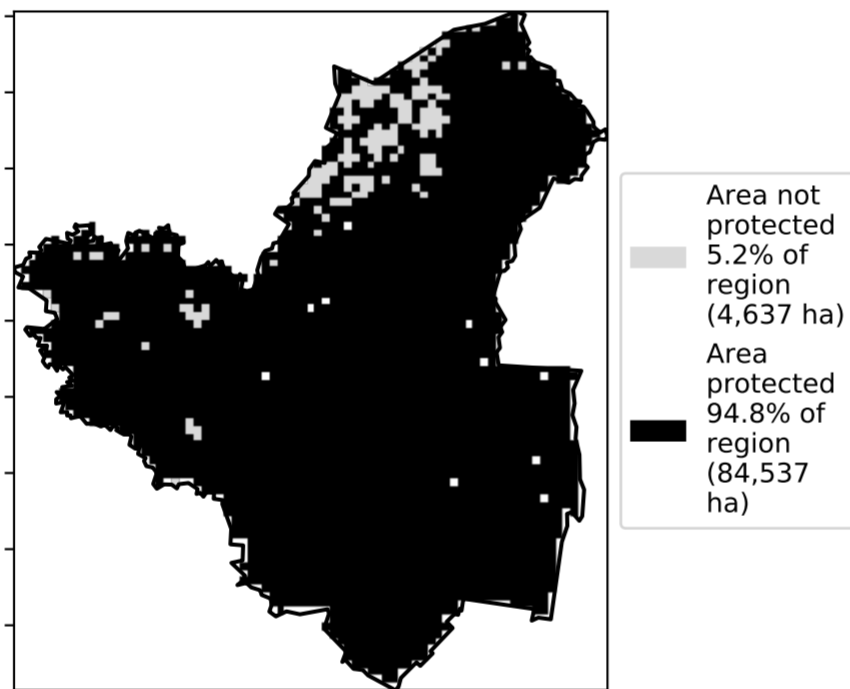 Area not
protected
5.2% of
region
(4,637 ha)
Area
protected
94.8% of
region
(84,537
ha)